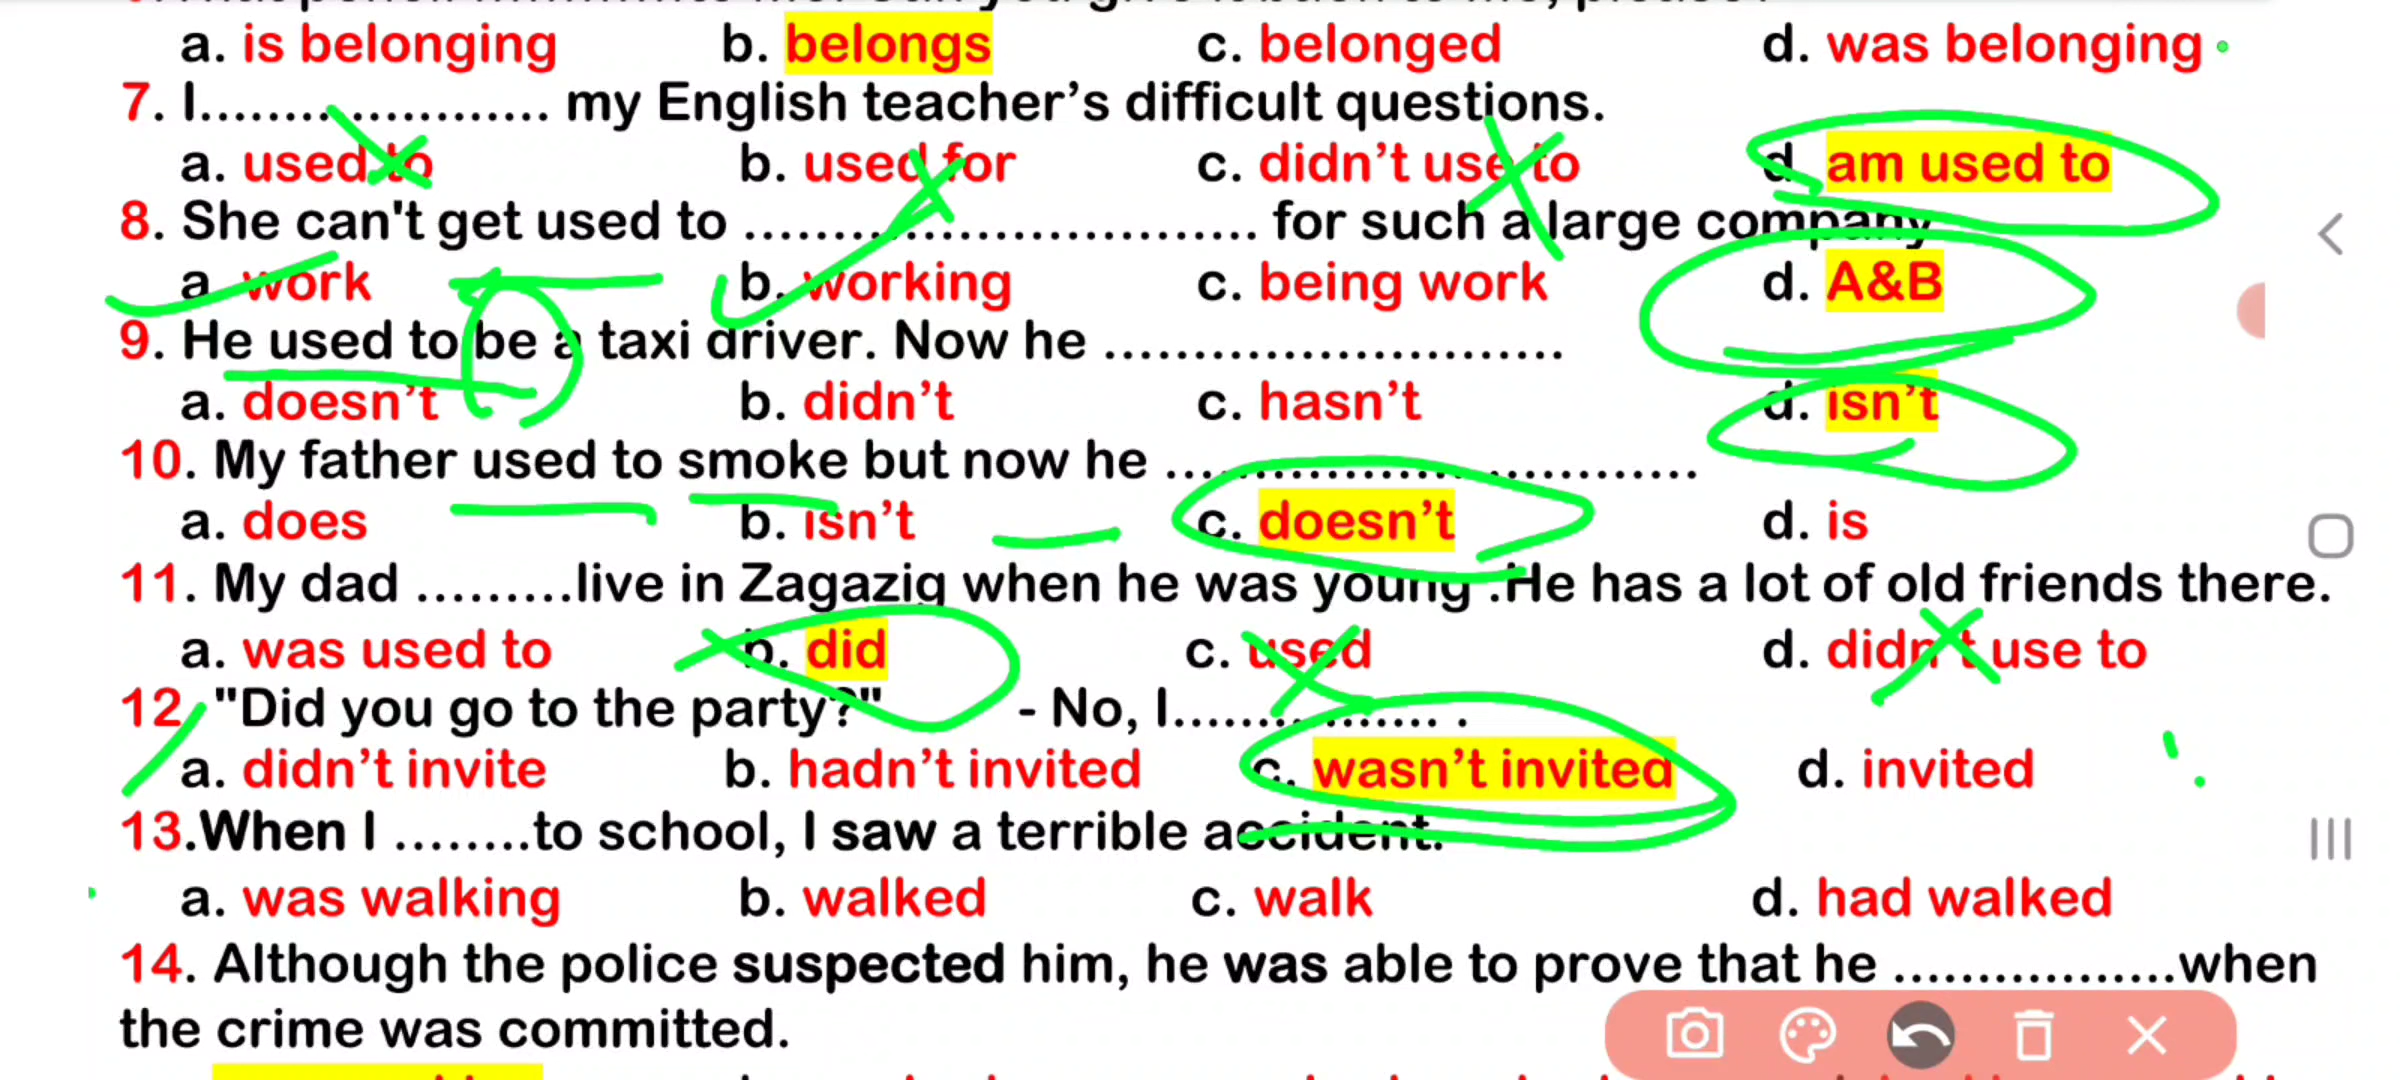 a. is belonging b. belongs c. belonged d. was belonging
7. I..................... my English teacher's difficult questions.
a. used to b. used for c. didn't use to d. am used to
8. She can't get used to ................................ for such a large company
a. work b. working c. being work d. A&B
9. He used to be a taxi driver. Now he ............................
a. doesn't b. didn't c. hasn't d. isn't
10. My father used to smoke but now he ................................
a. does b. isn't c. doesn't d. is
11. My dad .........live in Zagazig when he was young .He has a lot of old friends there.
a. was used to b. did c. used d. didn't use to
12. "Did you go to the party?" - No, I................ .
a. didn't invite b. hadn't invited c. wasn't invited d. invited
13.When I ........to school, I saw a terrible accident.
a. was walking b. walked c. walk d. had walked
14. Although the police suspected him, he was able to prove that he .................when
the crime was committed.